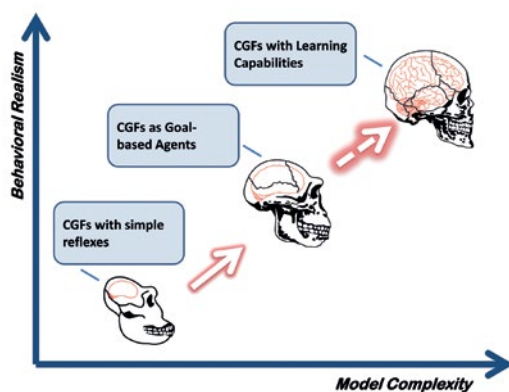 CGFs with Learning
Capabilities
CGFs as Goal-
based Agents
CGFs with simple
reflexes
Behavioral Realism
Model Complexity